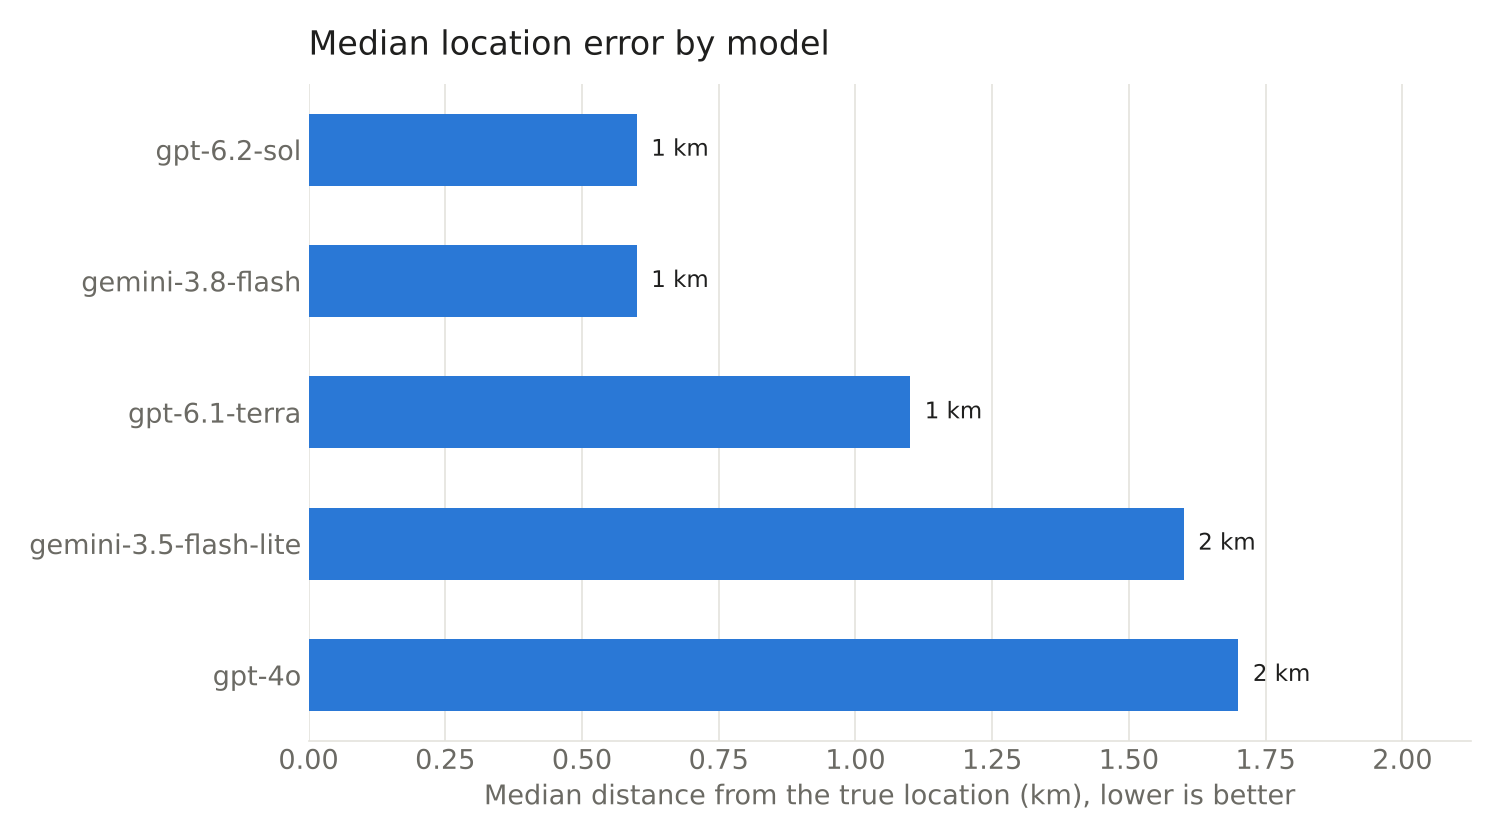 Median location error by model
gpt-6.2-sol
1 km
gemini-3.8-flash
1 km
gpt-6.1-terra
1 km
gemini-3.5-flash-lite
2 km
gpt-4o
2 km
0.00 0.25 0.50 0.75 1.00 1.25 1.50 1.75 2.00
Median distance from the true location (km), lower is better